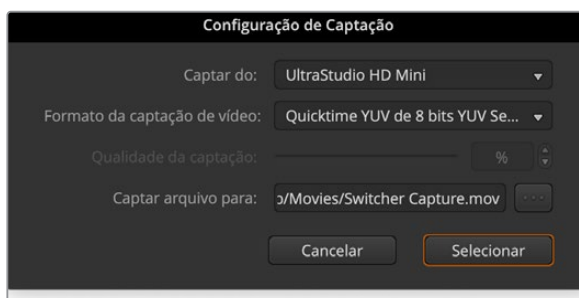 Configuração de Captação
Captar do: UltraStudio HD Mini
Formato da captação de vídeo: Quicktime YUV de 8 bits YUV Se...
Qualidade da captação: %
Captar arquivo para: o/Movies/Switcher Capture.mov ...
Cancelar Selecionar